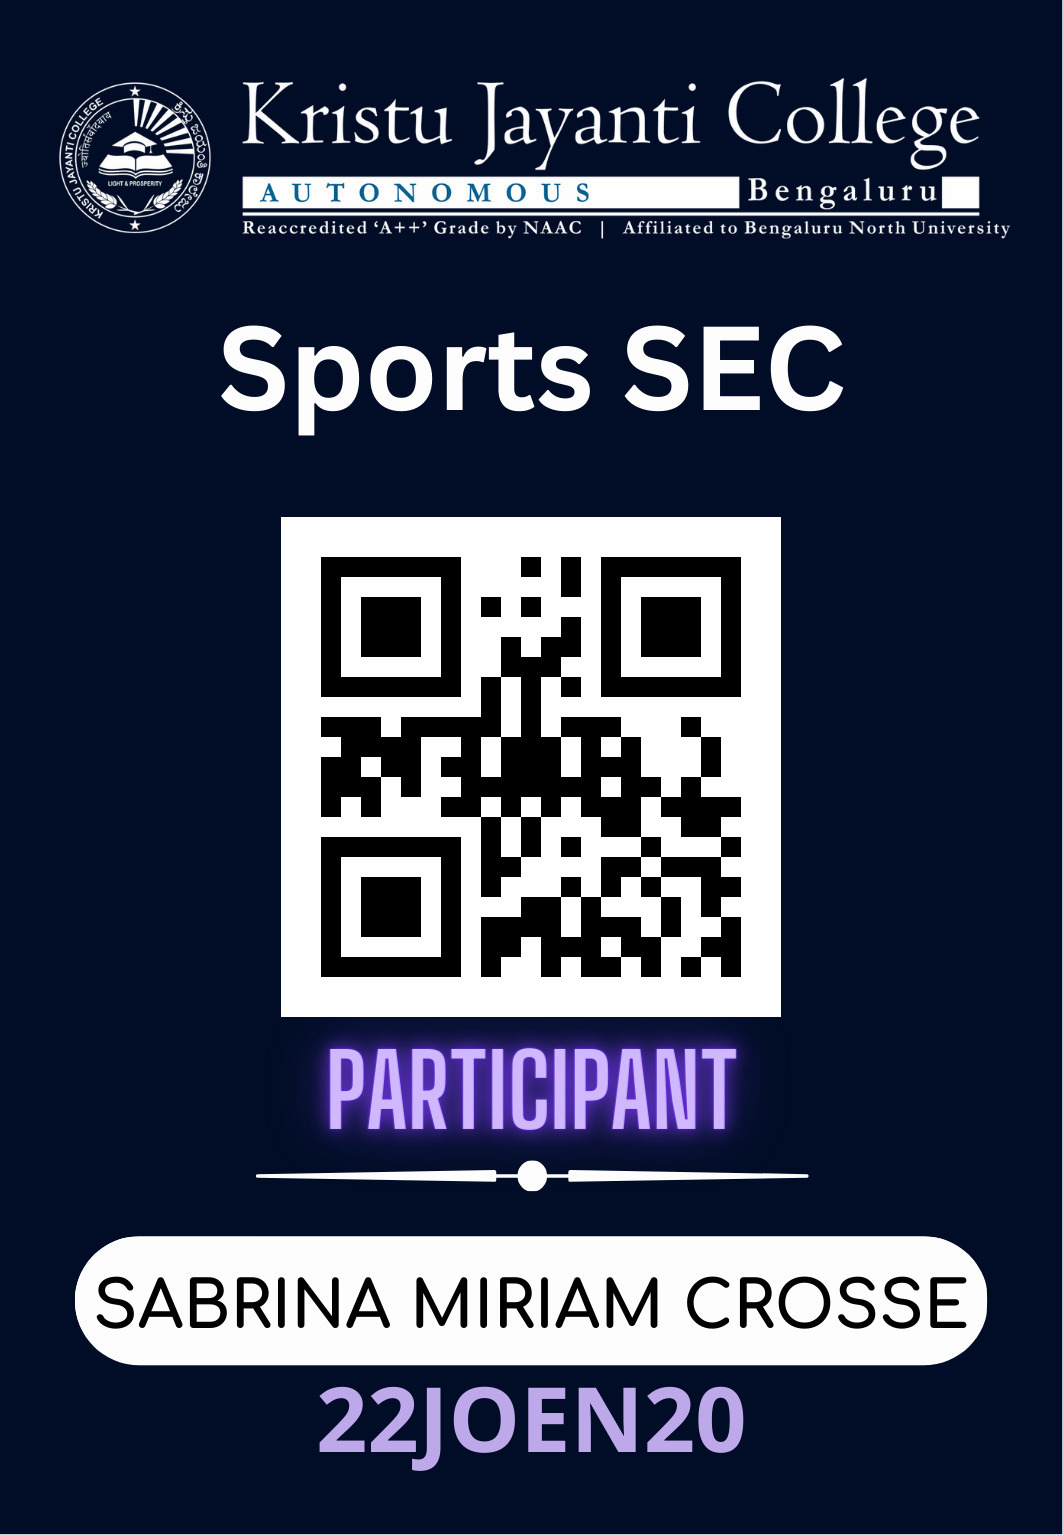 Kristu Jayanti College
AUTONOMOUS Bengaluru
Reaccredited ‘A++’ Grade by NAAC | Affiliated to Bengaluru North University
KRISTU JAYANTI COLLEGE
LIGHT & PROSPERITY
Sports SEC
PARTICIPANT
SABRINA MIRIAM CROSSE
22JOEN20